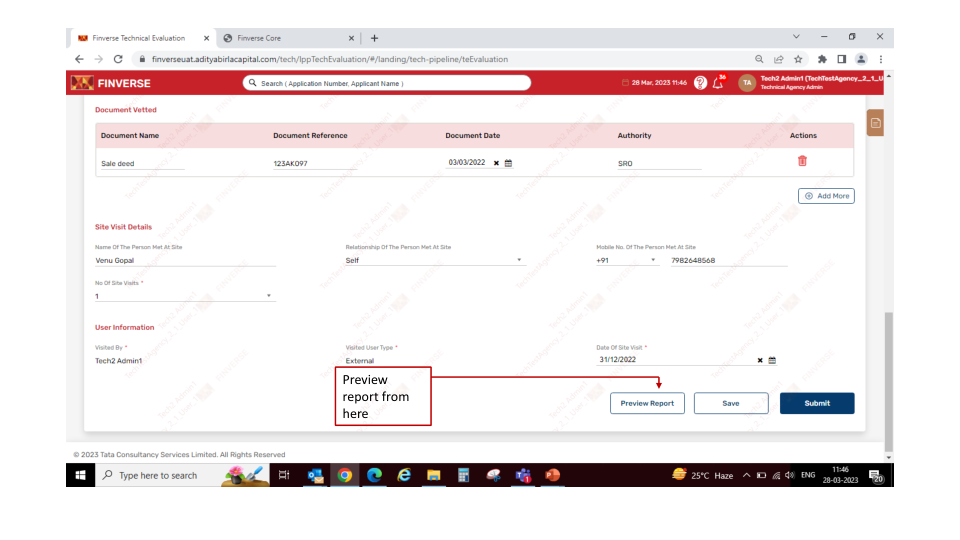 Finverse Technical Evaluation
Finverse Core
finverseuat.adityabirlacapital.com/tech/lppTechEvaluation/#/landing/tech-pipeline/teEvaluation
FINVERSE
Search ( Application Number, Applicant Name )
28 Mar, 2023 11:46
36
TA
Tech2 Admin1 (TechTestAgency_2_1_U
Technical Agency Admin
Document Vetted
Document Name Document Reference Document Date Authority Actions
Sale deed 123AK097 03/03/2022 SRO
Add More
Site Visit Details
Name Of The Person Met At Site Relationship Of The Person Met At Site Mobile No. Of The Person Met At Site
Venu Gopal Self +91 7982648568
No Of Site Visits *
1
User Information
Visited By * Visited User Type * Date Of Site Visit *
Tech2 Admin1 External 31/12/2022
Preview
report from
here
Preview Report Save Submit
© 2023 Tata Consultancy Services Limited. All Rights Reserved
Type here to search
25°C Haze
ENG
11:46
28-03-2023
20